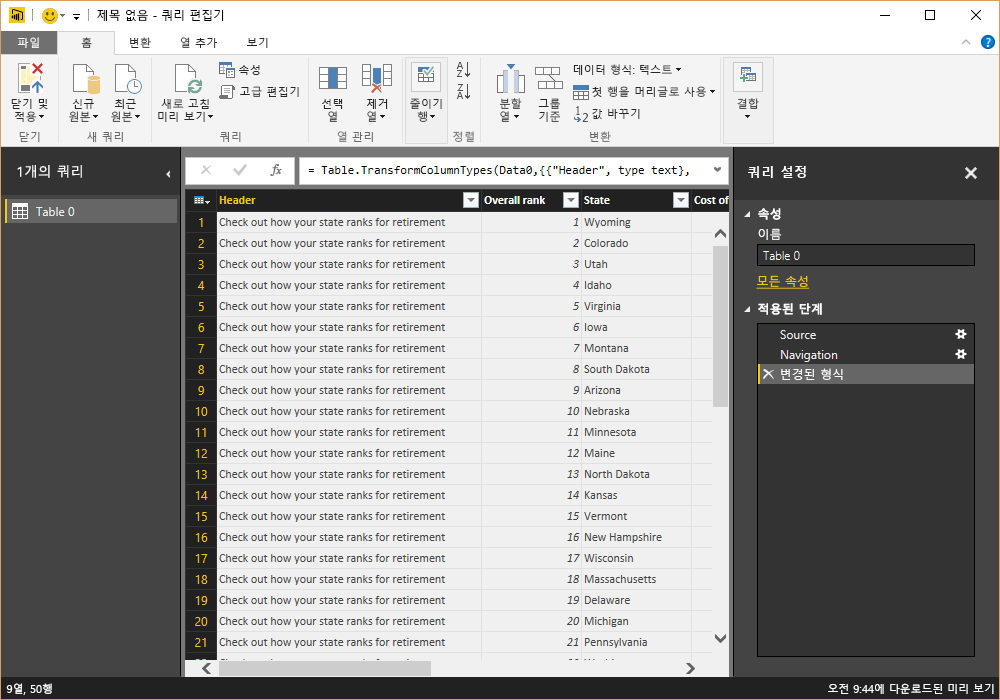 제목 없음 - 쿼리 편집기
파일 홈 변환 열 추가 보기
닫기 및 적용
신규 원본
최근 원본
새로 고침 미리 보기
속성
고급 편집기
선택 열
제거 열
줄이기 행
분할 열
그룹 기준
데이터 형식: 텍스트
첫 행을 머리글로 사용
값 바꾸기
결합
닫기 새 쿼리 쿼리 열 관리 정렬 변환
1개의 쿼리
Table 0
= Table.TransformColumnTypes(Data0,{{"Header", type text},
Header Overall rank State Cost of
1 Check out how your state ranks for retirement 1 Wyoming
2 Check out how your state ranks for retirement 2 Colorado
3 Check out how your state ranks for retirement 3 Utah
4 Check out how your state ranks for retirement 4 Idaho
5 Check out how your state ranks for retirement 5 Virginia
6 Check out how your state ranks for retirement 6 Iowa
7 Check out how your state ranks for retirement 7 Montana
8 Check out how your state ranks for retirement 8 South Dakota
9 Check out how your state ranks for retirement 9 Arizona
10 Check out how your state ranks for retirement 10 Nebraska
11 Check out how your state ranks for retirement 11 Minnesota
12 Check out how your state ranks for retirement 12 Maine
13 Check out how your state ranks for retirement 13 North Dakota
14 Check out how your state ranks for retirement 14 Kansas
15 Check out how your state ranks for retirement 15 Vermont
16 Check out how your state ranks for retirement 16 New Hampshire
17 Check out how your state ranks for retirement 17 Wisconsin
18 Check out how your state ranks for retirement 18 Massachusetts
19 Check out how your state ranks for retirement 19 Delaware
20 Check out how your state ranks for retirement 20 Michigan
21 Check out how your state ranks for retirement 21 Pennsylvania
쿼리 설정
속성
이름
Table 0
모든 속성
적용된 단계
Source
Navigation
변경된 형식
9열, 50행
오전 9:44에 다운로드된 미리 보기